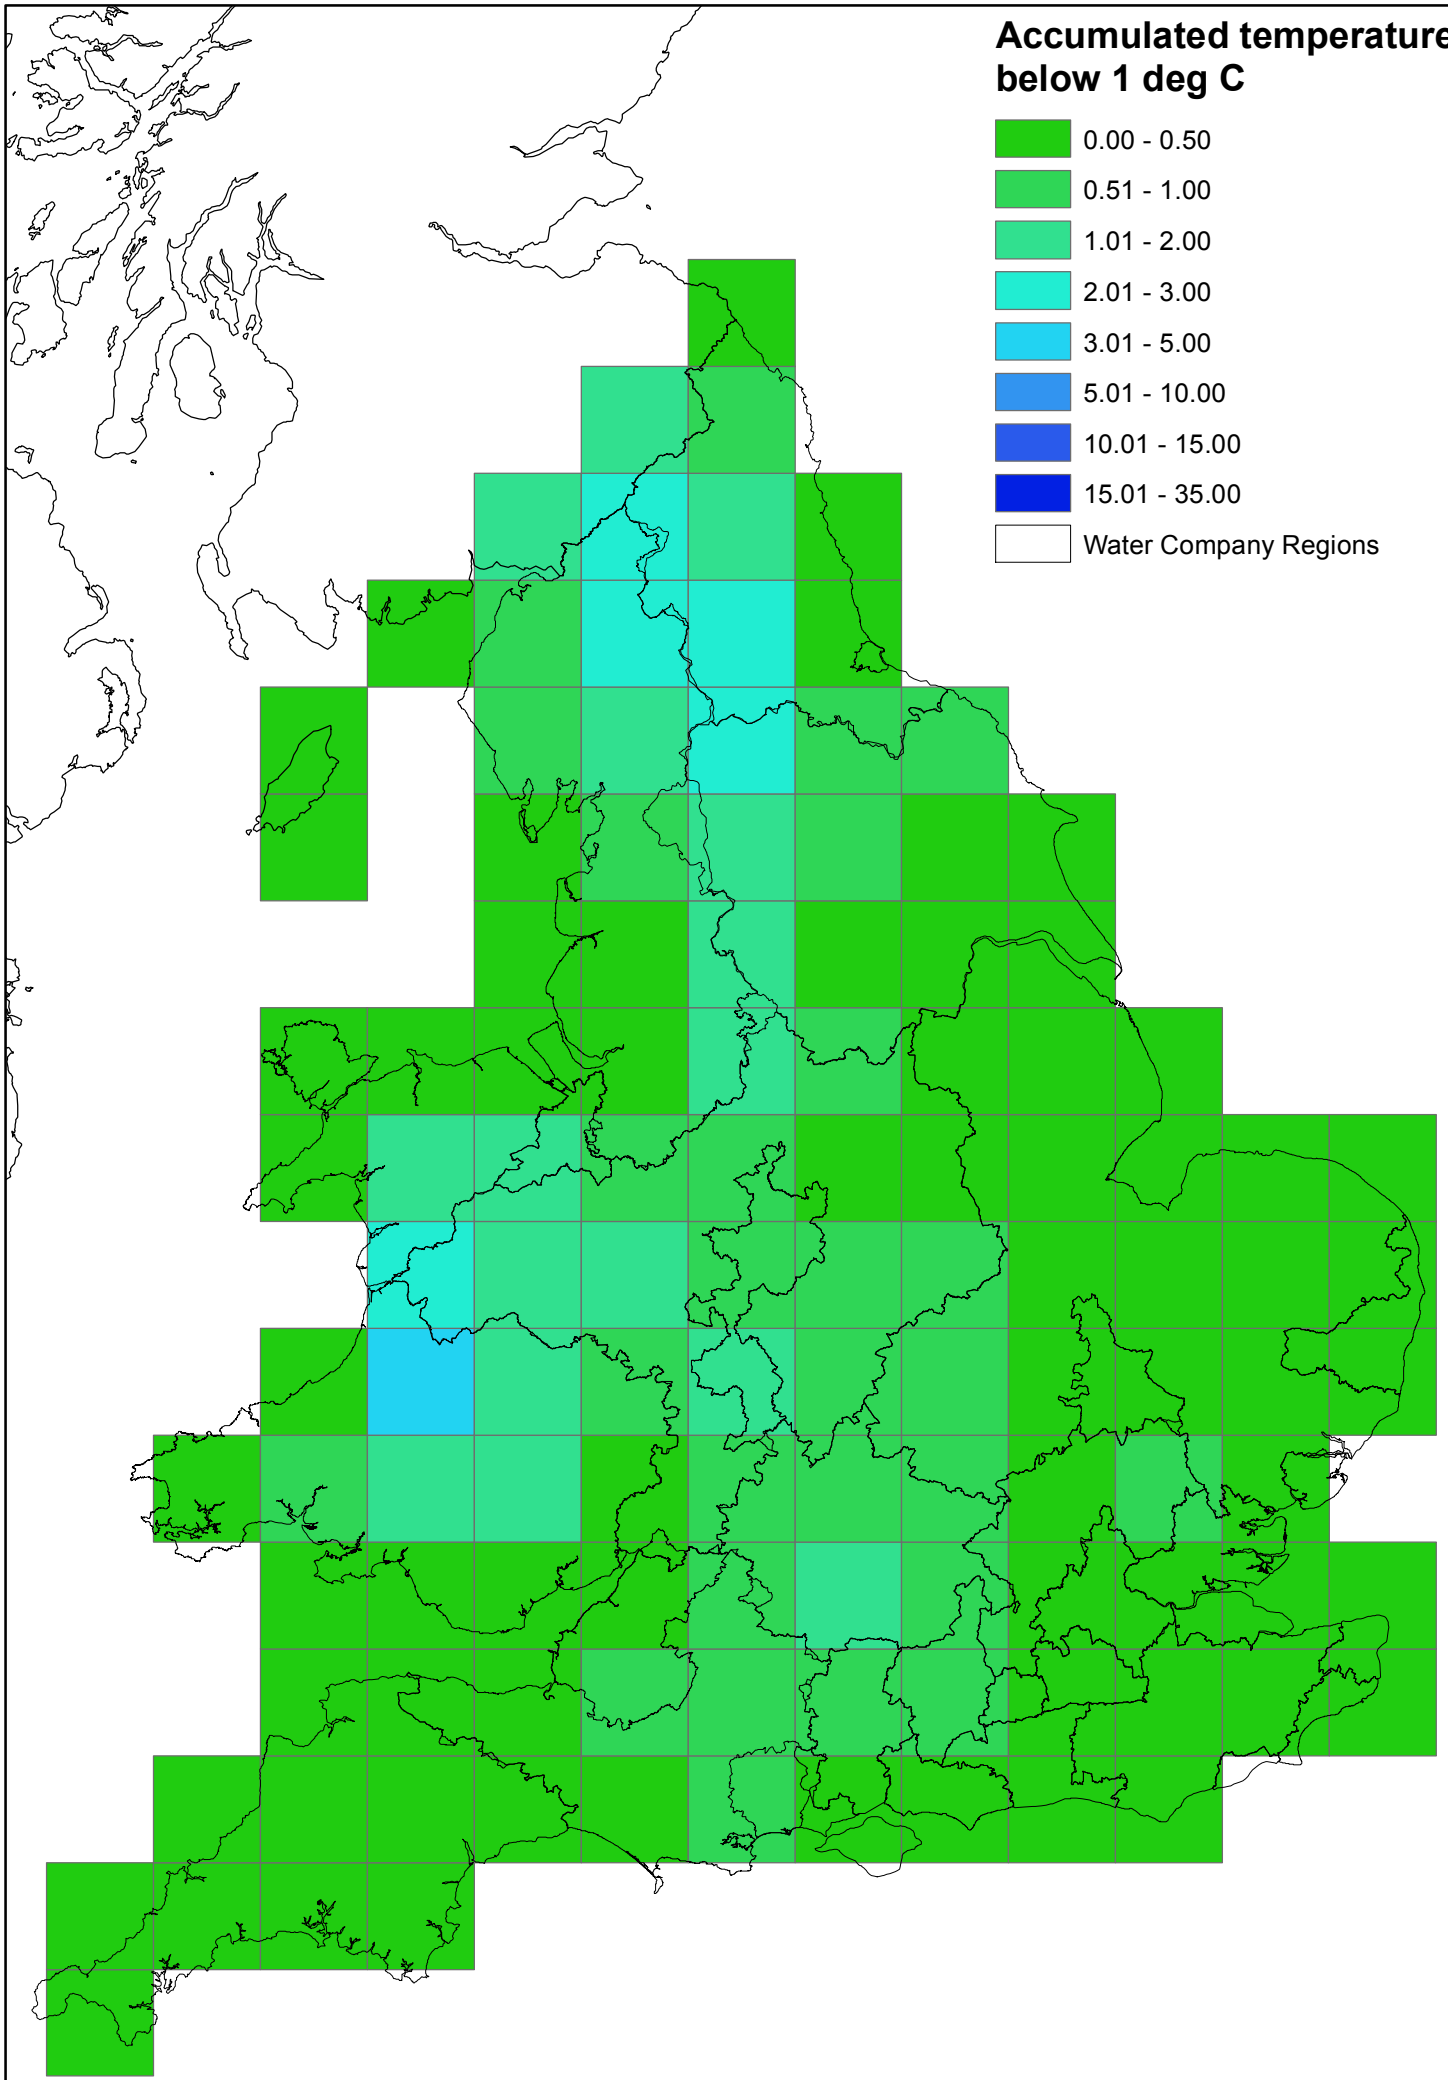 Accumulated temperature
below 1 deg C
0.00 - 0.50
0.51 - 1.00
1.01 - 2.00
2.01 - 3.00
3.01 - 5.00
5.01 - 10.00
10.01 - 15.00
15.01 - 35.00
Water Company Regions